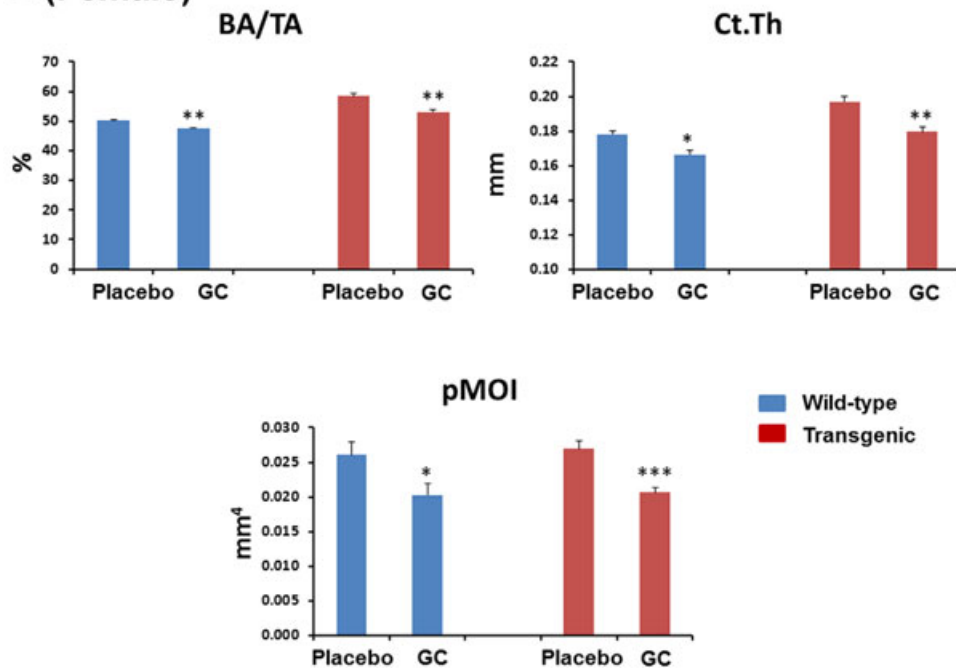 BA/TA
70
60
50
40
30
20
10
0
%
**
**
Placebo GC Placebo GC
Ct.Th
0.22
0.20
0.18
0.16
0.14
0.12
0.10
mm
*
**
Placebo GC Placebo GC
pMOI
0.030
0.025
0.020
0.015
0.010
0.005
0.000
mm⁴
*
***
Placebo GC Placebo GC
Wild-type
Transgenic